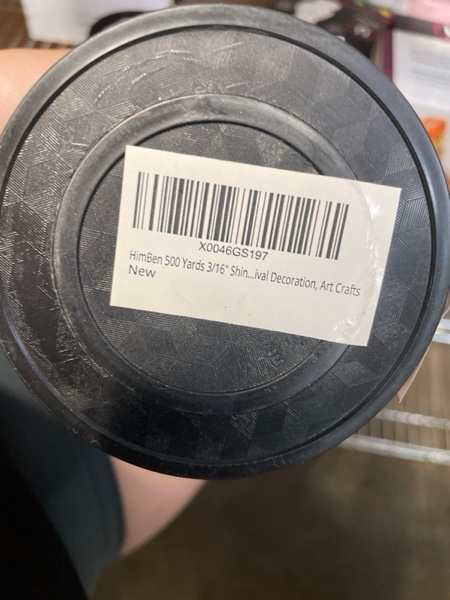 X0046GS197
HimBen 500 Yards 3/16" Shin...ival Decoration, Art Crafts
New